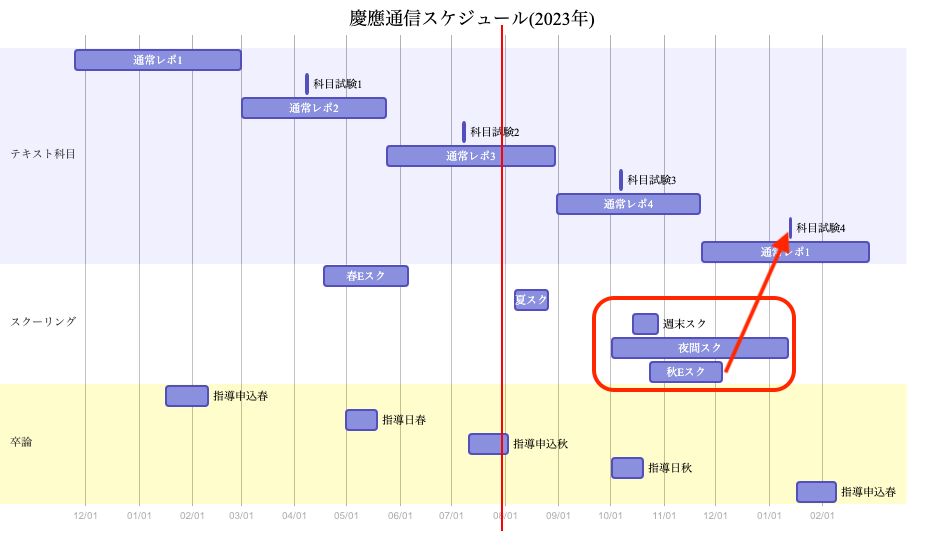 慶應通信スケジュール(2023年)
通常レポ1
科目試験1
通常レポ2
科目試験2
テキスト科目
通常レポ3
科目試験3
通常レポ4
科目試験4
通常レポ1
春Eスク
夏スク
スクーリング
週末スク
夜間スク
秋Eスク
指導申込春
指導日春
卒論
指導申込秋
指導日秋
指導申込春
12/01 01/01 02/01 03/01 04/01 05/01 06/01 07/01 08/01 09/01 10/01 11/01 12/01 01/01 02/01